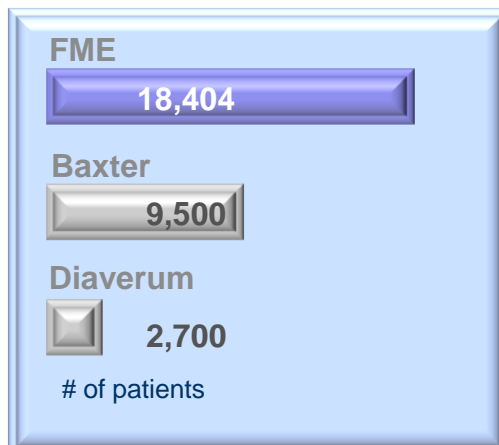 FME
18,404
Baxter
9,500
Diaverum
2,700
# of patients